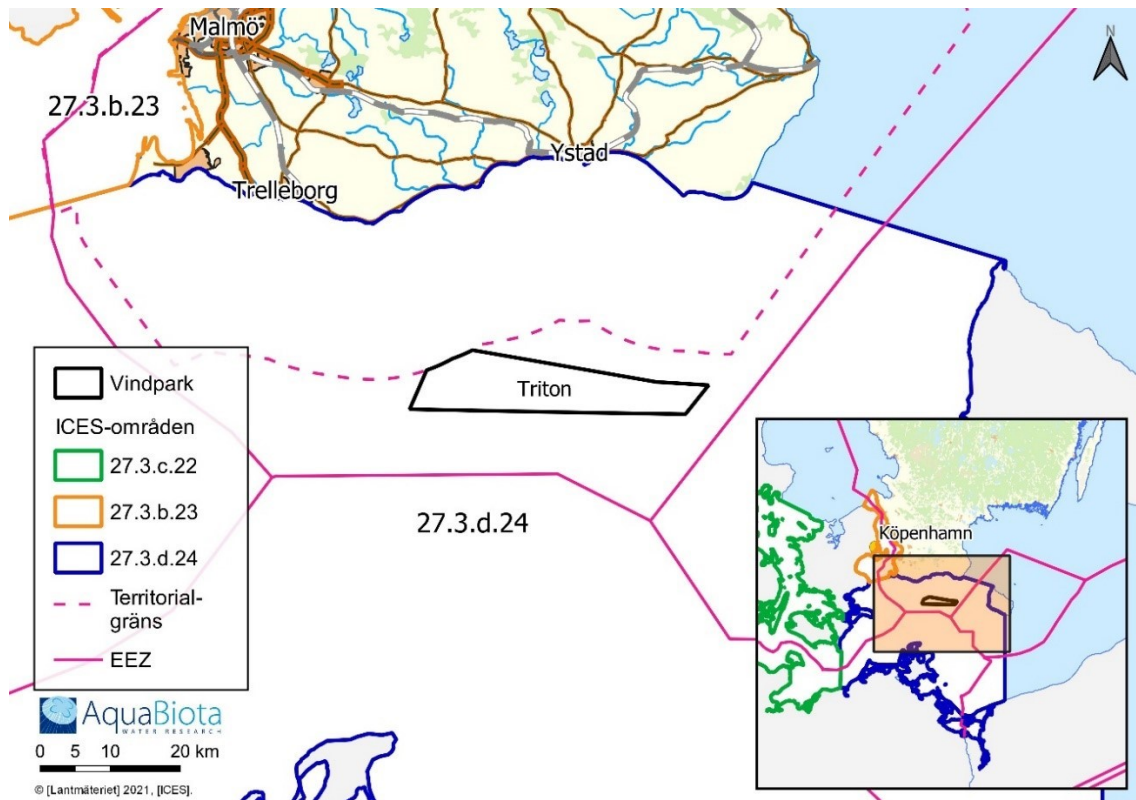 N
Malmö
27.3.b.23
Ystad
Trelleborg
Triton
27.3.d.24
Vindpark
ICES-områden
27.3.c.22
27.3.b.23
27.3.d.24
Territorial-
gräns
EEZ
Köpenhamn
AquaBiota
WATER RESEARCH
0 5 10 20 km
© [Lantmäteriet] 2021, [ICES].